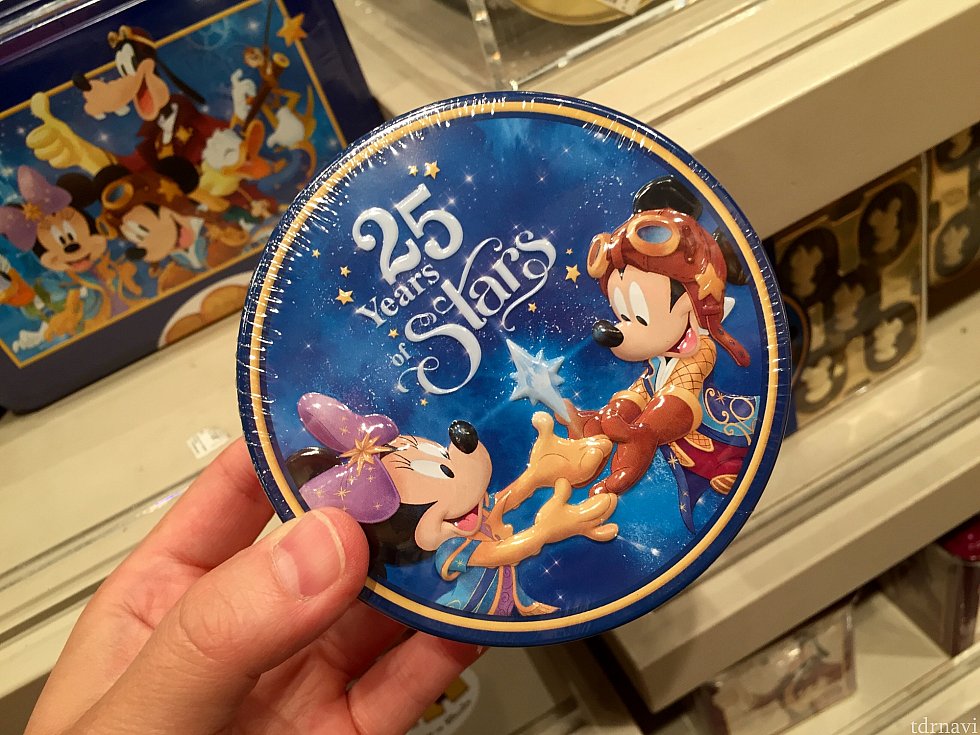 25
Years
of
Stars
tdrnavi